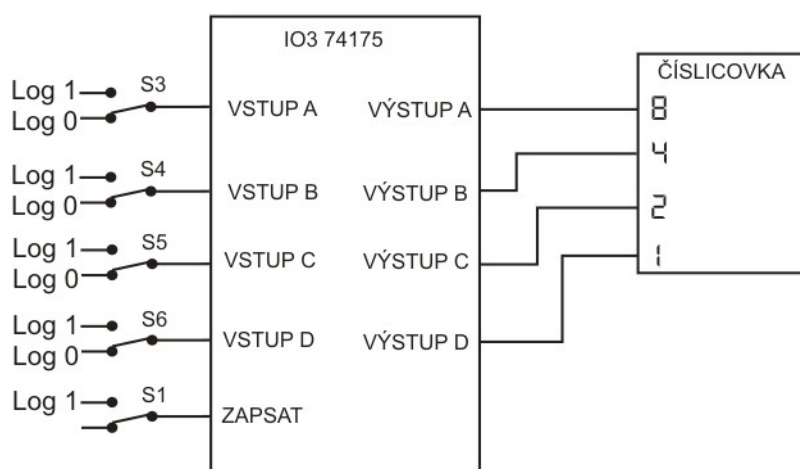 IO3 74175
ČÍSLICOVKA
Log 1
S3
Log 0
VSTUP A
VÝSTUP A
8
Log 1
S4
Log 0
VSTUP B
VÝSTUP B
4
Log 1
S5
Log 0
VSTUP C
VÝSTUP C
2
Log 1
S6
Log 0
VSTUP D
VÝSTUP D
1
Log 1
S1
ZAPSAT